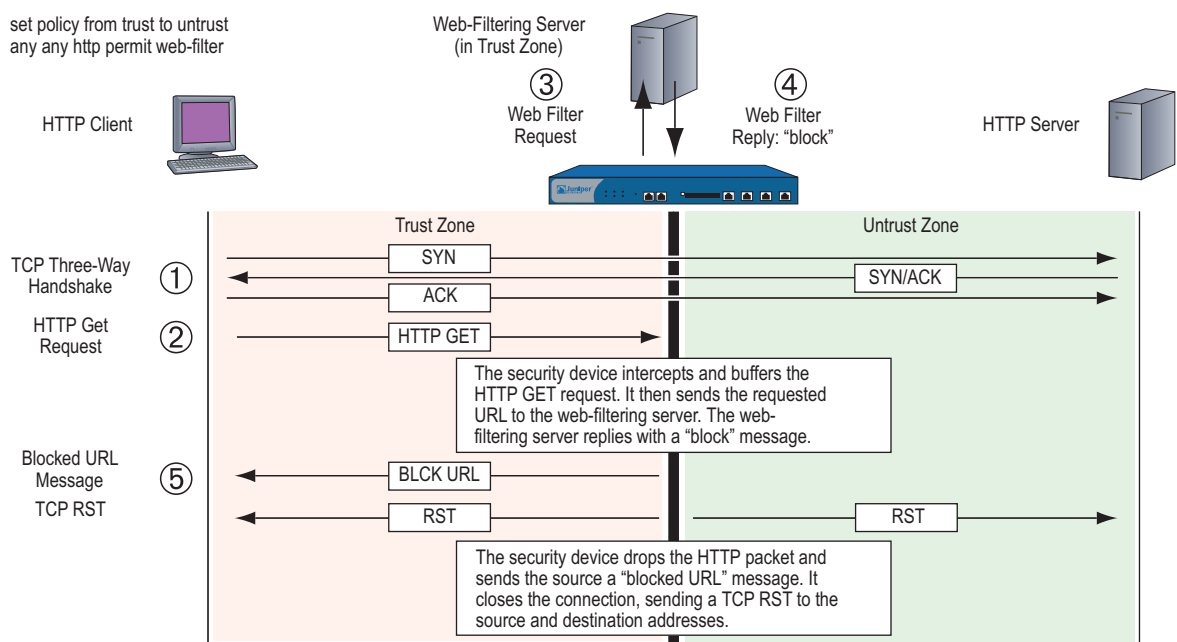 set policy from trust to untrust
any any http permit web-filter
Web-Filtering Server
(in Trust Zone)
③
Web Filter
Request
④
Web Filter
Reply: “block”
HTTP Client
HTTP Server
Juniper
Trust Zone
Untrust Zone
TCP Three-Way
Handshake
①
SYN
SYN/ACK
ACK
HTTP Get
Request
②
HTTP GET
The security device intercepts and buffers the
HTTP GET request. It then sends the requested
URL to the web-filtering server. The web-
filtering server replies with a “block” message.
Blocked URL
Message
⑤
BLCK URL
TCP RST
RST
RST
The security device drops the HTTP packet and
sends the source a “blocked URL” message. It
closes the connection, sending a TCP RST to the
source and destination addresses.